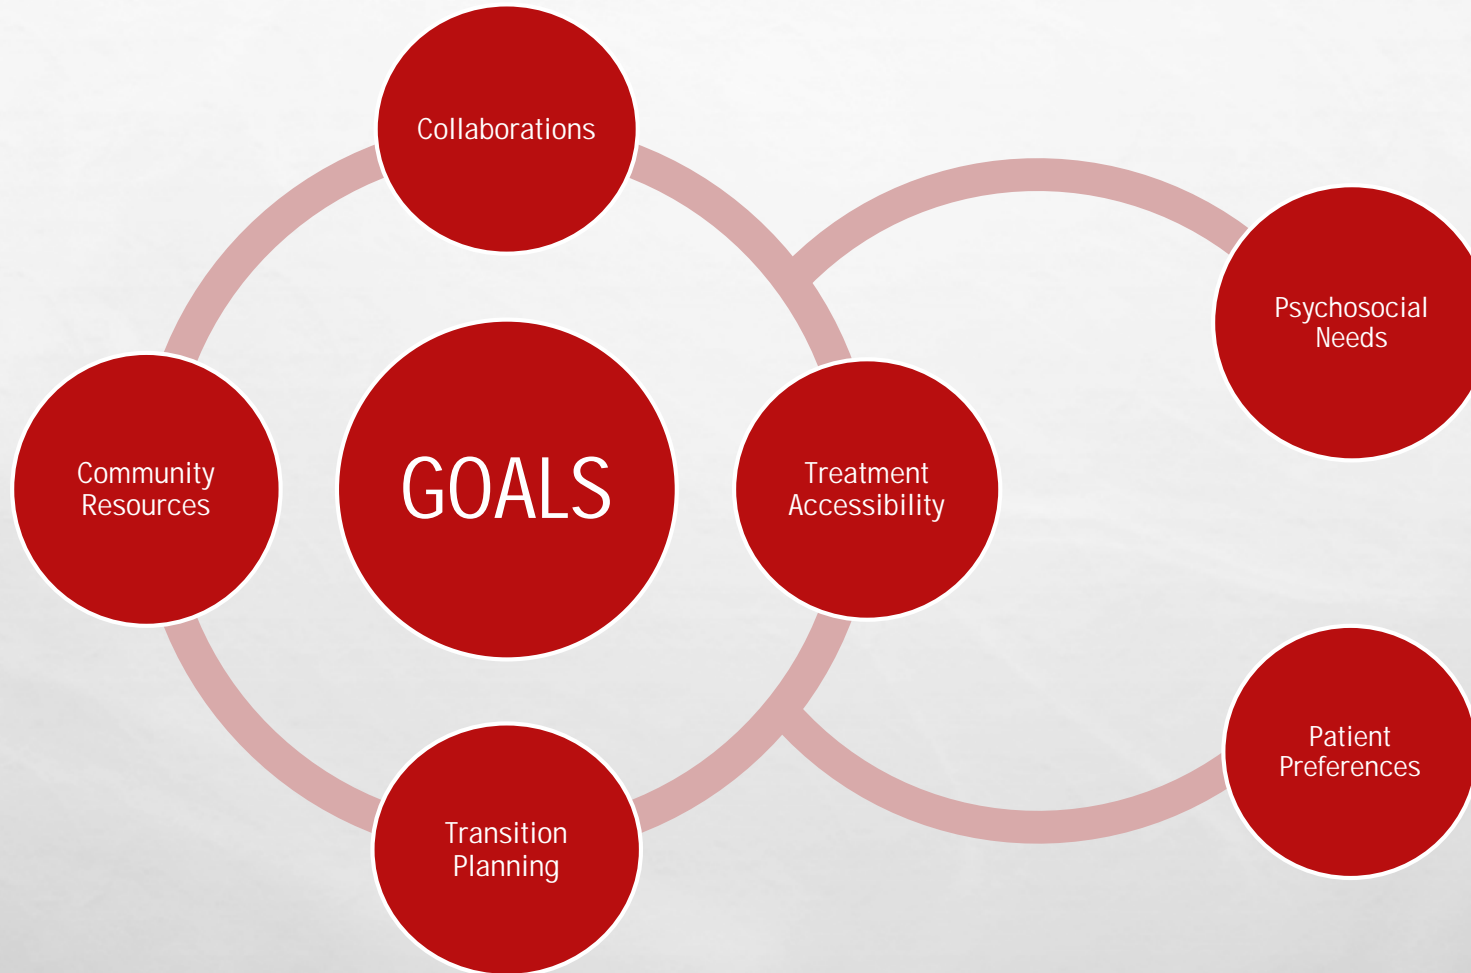 Collaborations
Psychosocial
Needs
Community
Resources
GOALS
Treatment
Accessibility
Patient
Preferences
Transition
Planning